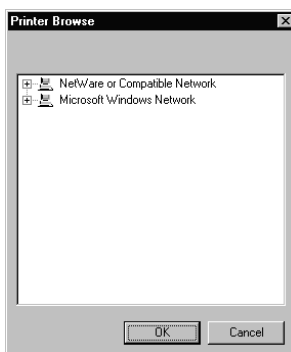 Printer Browse
NetWare or Compatible Network
Microsoft Windows Network
OK
Cancel